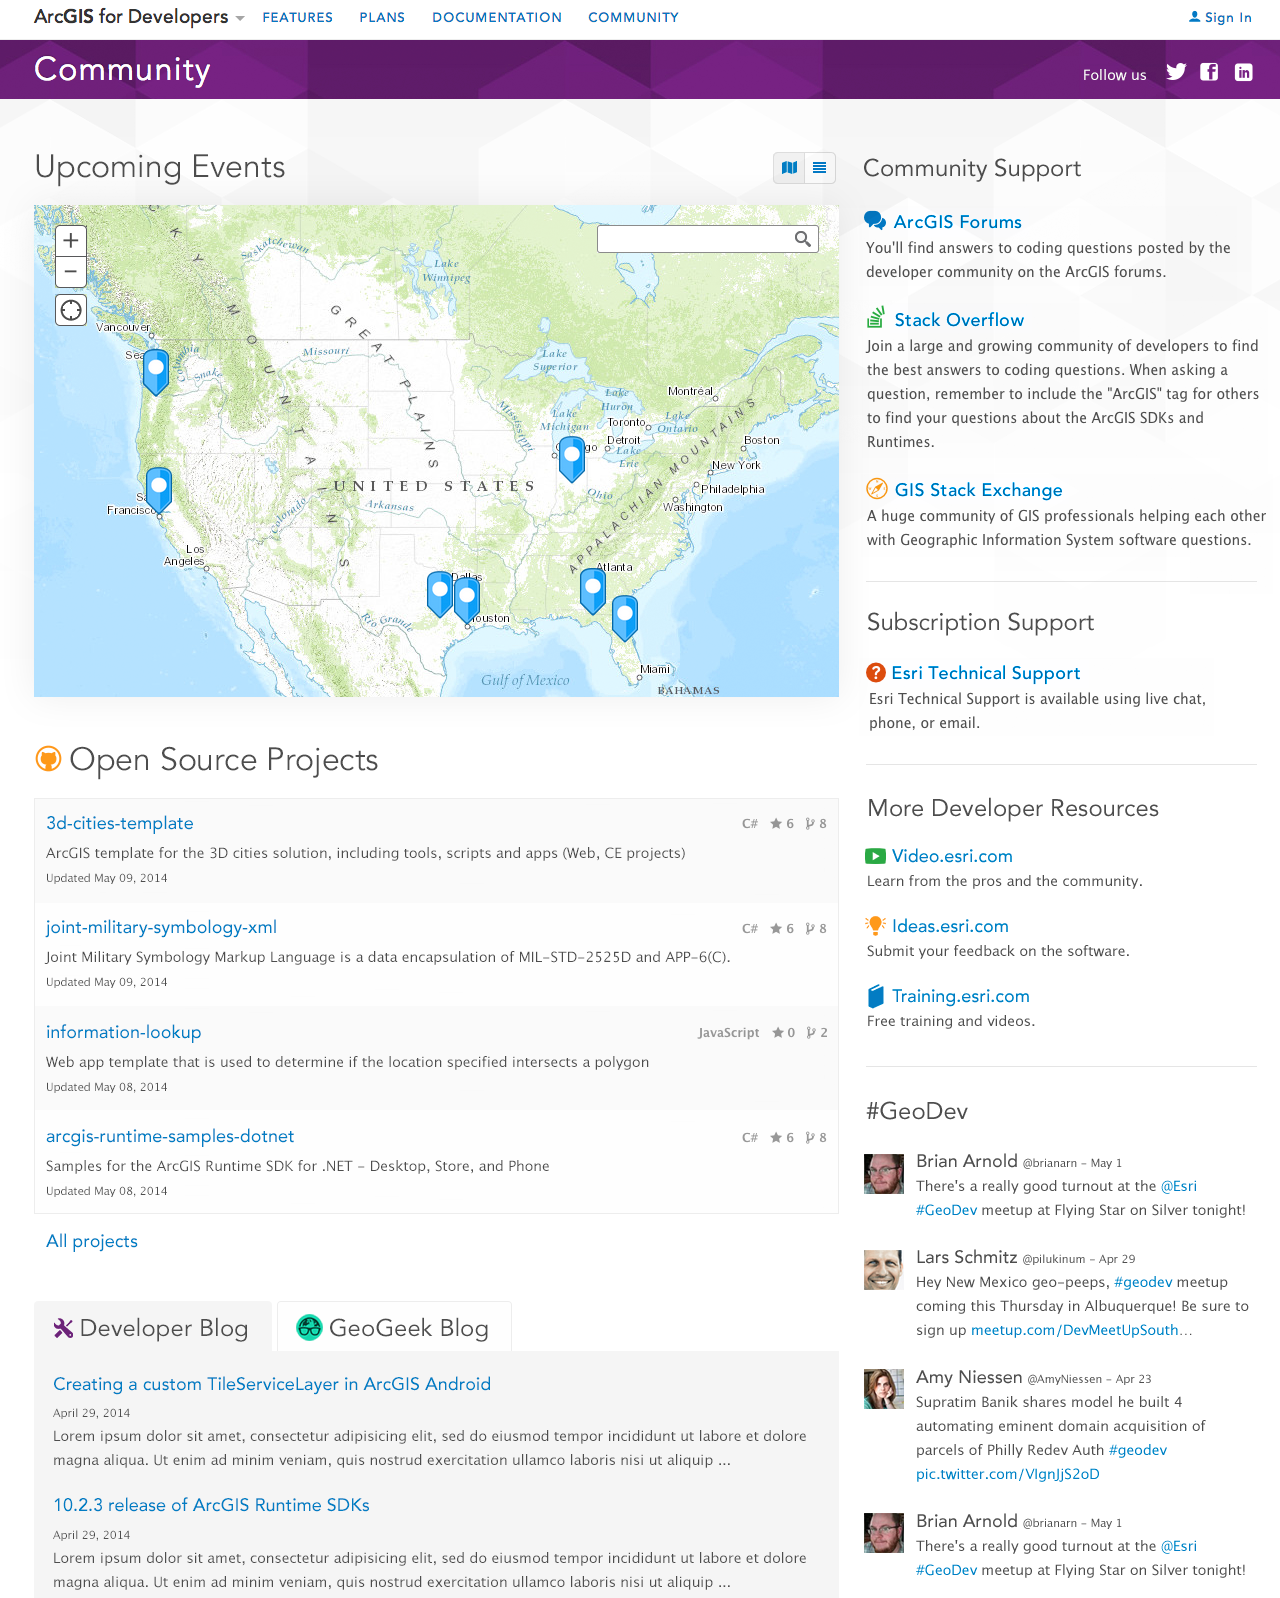 ArcGIS for Developers
FEATURES
PLANS
DOCUMENTATION
COMMUNITY
Sign In
Community
Follow us
Upcoming Events
Saskatchewan
Lake
Winnipeg
ROCKY MOUNTAINS
GREAT PLAINS
Vancouver
Columbia
Snake
Missouri
Lake
Superior
Mississippi
Lake
Michigan
Lake
Huron
Montréal
Toronto
Lake
Ontario
Detroit
Lake
Erie
Boston
New York
Philadelphia
Washington
APPALACHIAN MOUNTAINS
UNITED STATES
Ohio
Arkansas
Colorado
Francisco
Los
Angeles
Dallas
Atlanta
Rio Grande
Houston
Miami
Gulf of Mexico
BAHAMAS
Open Source Projects
3d-cities-template
C# 6 8
ArcGIS template for the 3D cities solution, including tools, scripts and apps (Web, CE projects)
Updated May 09, 2014
joint-military-symbology-xml
C# 6 8
Joint Military Symbology Markup Language is a data encapsulation of MIL-STD-2525D and APP-6(C).
Updated May 09, 2014
information-lookup
JavaScript 0 2
Web app template that is used to determine if the location specified intersects a polygon
Updated May 08, 2014
arcgis-runtime-samples-dotnet
C# 6 8
Samples for the ArcGIS Runtime SDK for .NET - Desktop, Store, and Phone
Updated May 08, 2014
All projects
Developer Blog
GeoGeek Blog
Creating a custom TileServiceLayer in ArcGIS Android
April 29, 2014
Lorem ipsum dolor sit amet, consectetur adipisicing elit, sed do eiusmod tempor incididunt ut labore et dolore
magna aliqua. Ut enim ad minim veniam, quis nostrud exercitation ullamco laboris nisi ut aliquip ...
10.2.3 release of ArcGIS Runtime SDKs
April 29, 2014
Lorem ipsum dolor sit amet, consectetur adipisicing elit, sed do eiusmod tempor incididunt ut labore et dolore
magna aliqua. Ut enim ad minim veniam, quis nostrud exercitation ullamco laboris nisi ut aliquip ...
Community Support
ArcGIS Forums
You'll find answers to coding questions posted by the
developer community on the ArcGIS forums.
Stack Overflow
Join a large and growing community of developers to find
the best answers to coding questions. When asking a
question, remember to include the "ArcGIS" tag for others
to find your questions about the ArcGIS SDKs and
Runtimes.
GIS Stack Exchange
A huge community of GIS professionals helping each other
with Geographic Information System software questions.
Subscription Support
Esri Technical Support
Esri Technical Support is available using live chat,
phone, or email.
More Developer Resources
Video.esri.com
Learn from the pros and the community.
Ideas.esri.com
Submit your feedback on the software.
Training.esri.com
Free training and videos.
#GeoDev
Brian Arnold @brianarn - May 1
There's a really good turnout at the @Esri
#GeoDev meetup at Flying Star on Silver tonight!
Lars Schmitz @pilukinum - Apr 29
Hey New Mexico geo-peeps, #geodev meetup
coming this Thursday in Albuquerque! Be sure to
sign up meetup.com/DevMeetUpSouth...
Amy Niessen @AmyNiessen - Apr 23
Supratim Banik shares model he built 4
automating eminent domain acquisition of
parcels of Philly Redev Auth #geodev
pic.twitter.com/VIgnJjS2oD
Brian Arnold @brianarn - May 1
There's a really good turnout at the @Esri
#GeoDev meetup at Flying Star on Silver tonight!